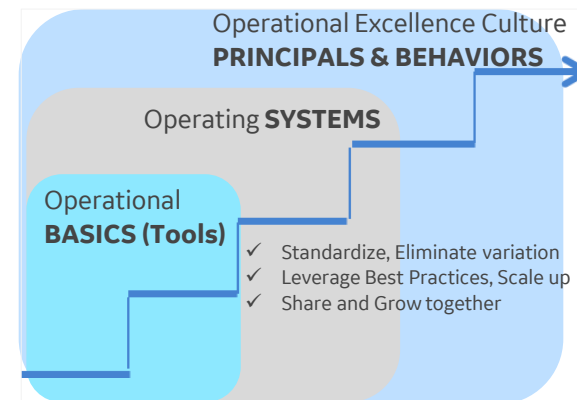 Operational Excellence Culture
PRINCIPALS & BEHAVIORS
Operating SYSTEMS
Operational
BASICS (Tools)
✓ Standardize, Eliminate variation
✓ Leverage Best Practices, Scale up
✓ Share and Grow together